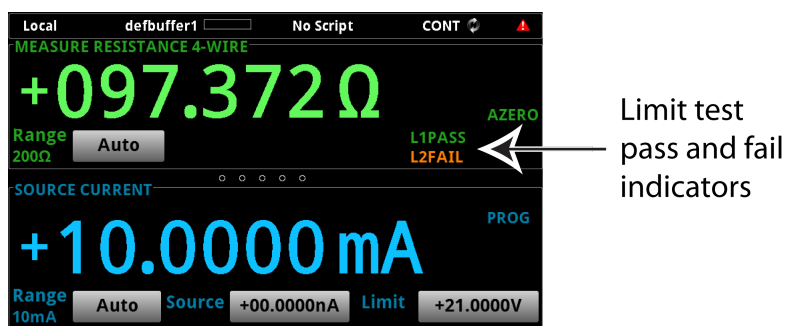 Local defbuffer1 No Script CONT
MEASURE RESISTANCE 4-WIRE
+097.372 Ω
AZERO
Range Auto
200Ω
L1PASS
L2FAIL
Limit test
pass and fail
indicators
SOURCE CURRENT
PROG
+10.0000 mA
Range Auto Source +00.0000nA Limit +21.0000V
10mA